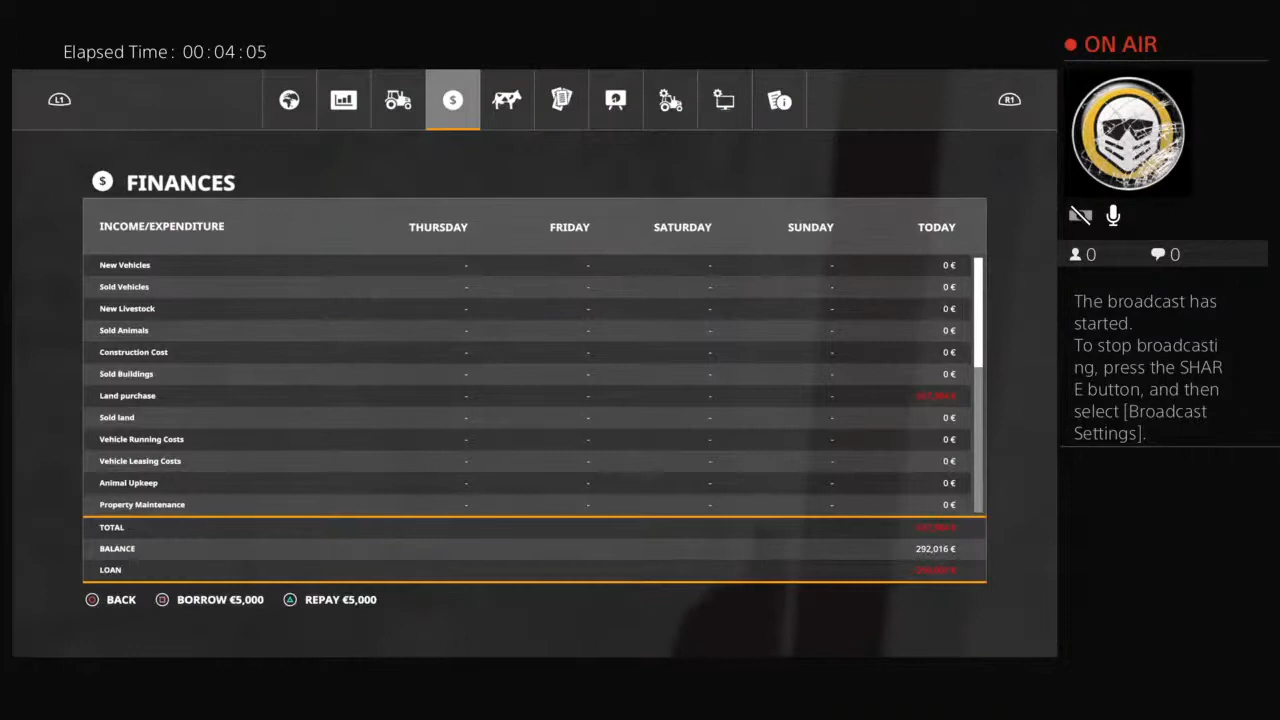 Elapsed Time: 00:04:05
ON AIR
L1
R1
FINANCES
INCOME/EXPENDITURE THURSDAY FRIDAY SATURDAY SUNDAY TODAY
New Vehicles - - - - 0 €
Sold Vehicles - - - - 0 €
New Livestock - - - - 0 €
Sold Animals - - - - 0 €
Construction Cost - - - - 0 €
Sold Buildings - - - - 0 €
Land purchase - - - -
Sold land - - - - 0 €
Vehicle Running Costs - - - - 0 €
Vehicle Leasing Costs - - - - 0 €
Animal Upkeep - - - - 0 €
Property Maintenance - - - - 0 €
TOTAL
BALANCE 292,016 €
LOAN
BACK BORROW €5,000 REPAY €5,000
0 0
The broadcast has
started.
To stop broadcasti
ng, press the SHAR
E button, and then
select [Broadcast
Settings].